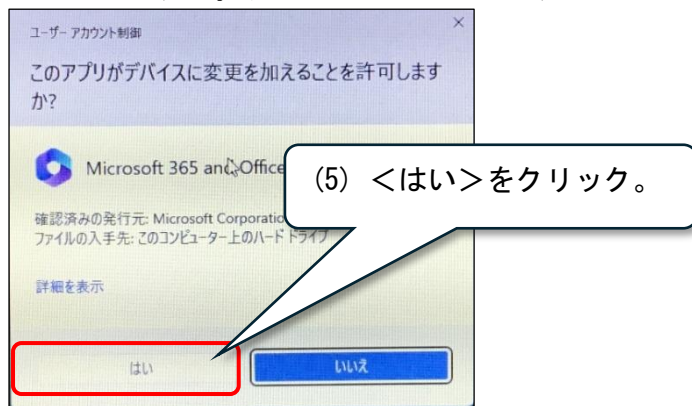 ユーザー アカウント制御
×
このアプリがデバイスに変更を加えることを許可します
か?
Microsoft 365 and Office
(5) <はい>をクリック。
確認済みの発行元: Microsoft Corporatio
ファイルの入手先: このコンピューター上のハード ドライブ
詳細を表示
はい
いいえ